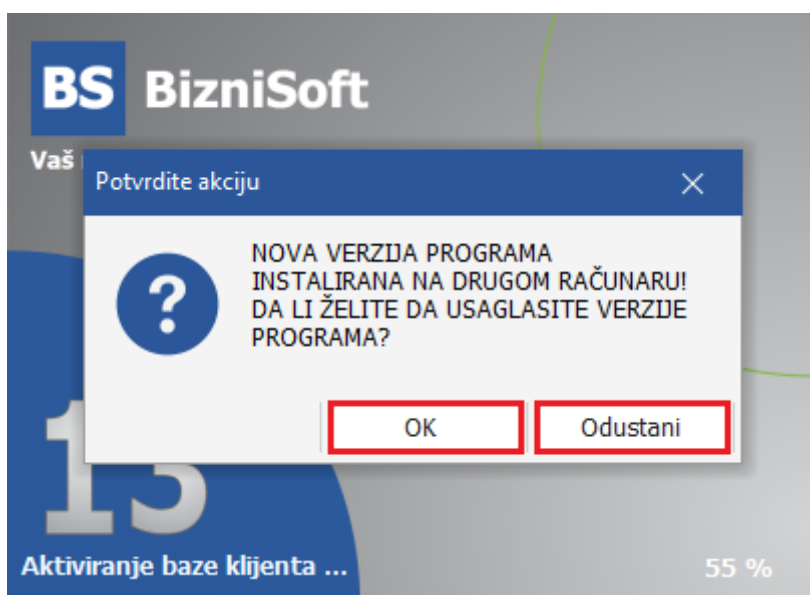 BS BizniSoft
Vaš
Potvrdite akciju
NOVA VERZIJA PROGRAMA
INSTALIRANA NA DRUGOM RAČUNARU!
DA LI ŽELITE DA USAGLASITE VERZIJE
PROGRAMA?
OK Odustani
13
Aktiviranje baze klijenta ... 55 %